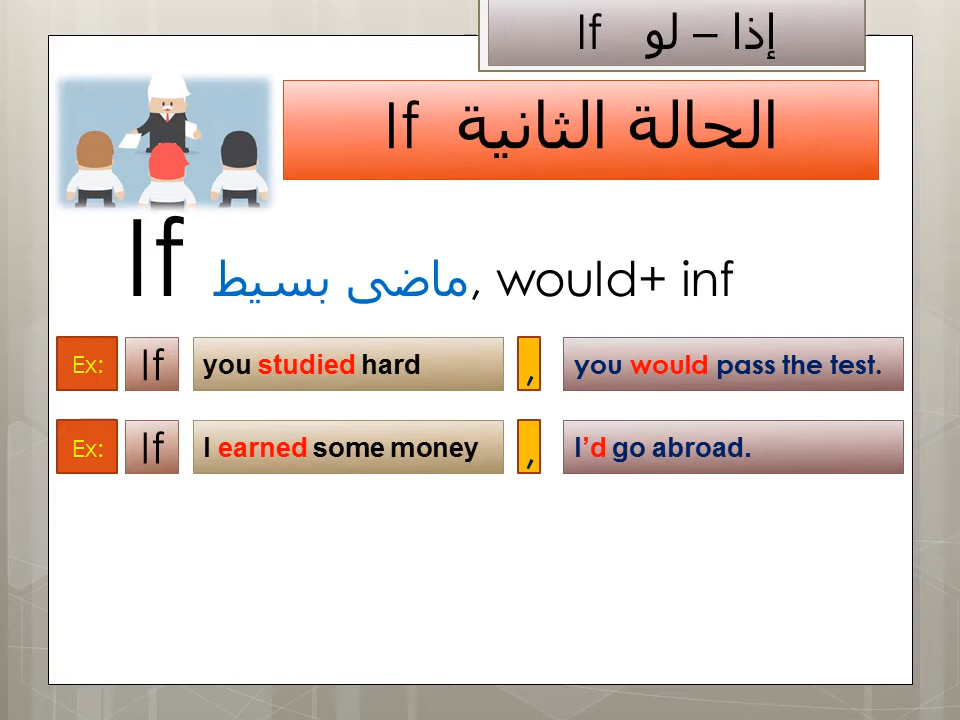 If إذا – لو
If الحالة الثانية
If ماضى بسيط, would+ inf
Ex: If you studied hard , you would pass the test.
Ex: If I earned some money , I’d go abroad.